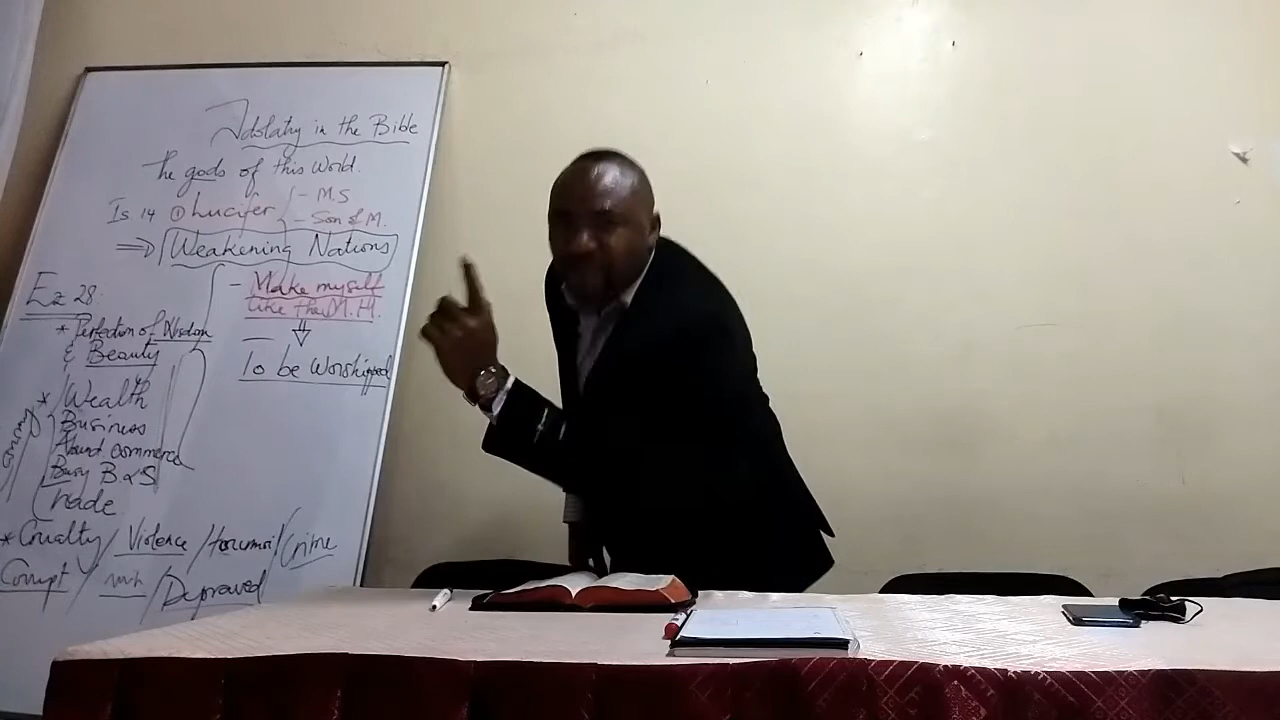 Idolatry in the Bible
The gods of this World.
Is 14 ① Lucifer - M.S
- Son of M.
⇒ Weakening Nations
- Make myself
like the M.H.
To be Worshipped
Ez 28
* Perfection of Wisdom
& Beauty
* Wealth
Business
Abund commerce
Busy B & S
Trade
* Crualty / Violence / / Crime
Corrupt / / Depraved